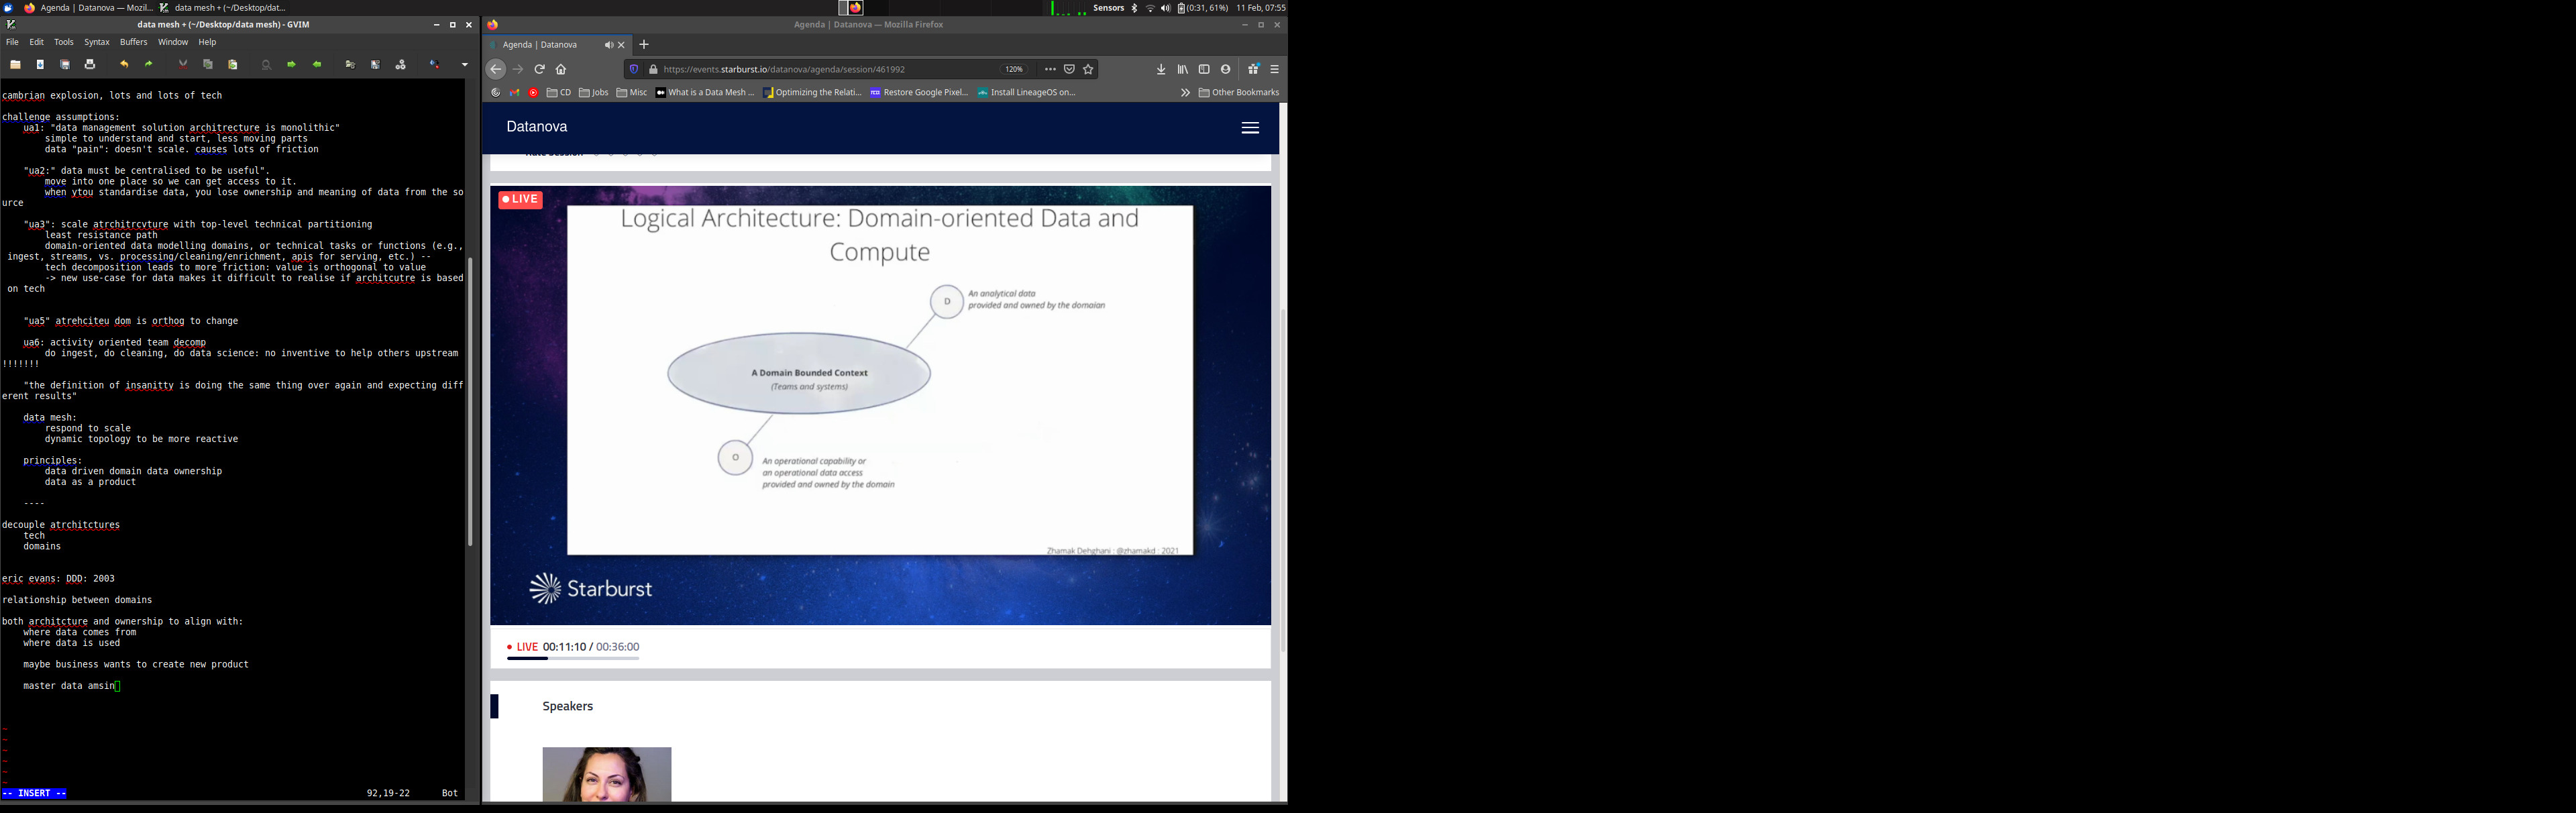 Agenda | Datanova — Mozil...
data mesh + (~/Desktop/dat...
Sensors
(0:31, 61%)
11 Feb, 07:55
data mesh + (~/Desktop/data mesh) - GVIM
File Edit Tools Syntax Buffers Window Help
cambrian explosion, lots and lots of tech
challenge assumptions:
ua1: "data management solution architrecture is monolithic"
simple to understand and start, less moving parts
data "pain": doesn't scale. causes lots of friction
"ua2:" data must be centralised to be useful".
move into one place so we can get access to it.
when ytou standardise data, you lose ownership and meaning of data from the so
urce
"ua3": scale atrchitrcvture with top-level technical partitioning
least resistance path
domain-oriented data modelling domains, or technical tasks or functions (e.g.,
ingest, streams, vs. processing/cleaning/enrichment, apis for serving, etc.) --
tech decomposition leads to more friction: value is orthogonal to value
-> new use-case for data makes it difficult to realise if architcutre is based
on tech
"ua5" atrehciteu dom is orthog to change
ua6: activity oriented team decomp
do ingest, do cleaning, do data science: no inventive to help others upstream
!!!!!!!
"the definition of insanitty is doing the same thing over again and expecting diff
erent results"
data mesh:
respond to scale
dynamic topology to be more reactive
principles:
data driven domain data ownership
data as a product
----
decouple atrchitctures
tech
domains
eric evans: DDD: 2003
relationship between domains
both architcture and ownership to align with:
where data comes from
where data is used
maybe business wants to create new product
master data amsin
~
~
~
~
~
~
-- INSERT --
92,19-22
Bot
Agenda | Datanova — Mozilla Firefox
Agenda | Datanova
https://events.starburst.io/datanova/agenda/session/461992
120%
CD
Jobs
Misc
What is a Data Mesh ...
Optimizing the Relati...
Restore Google Pixel...
Install LineageOS on...
Other Bookmarks
Datanova
LIVE
Logical Architecture: Domain-oriented Data and
Compute
D
An analytical data
provided and owned by the domaian
A Domain Bounded Context
(Teams and systems)
O
An operational capability or
an operational data access
provided and owned by the domain
Zhamak Dehghani : @zhamakd : 2021
Starburst
LIVE 00:11:10 / 00:36:00
Speakers